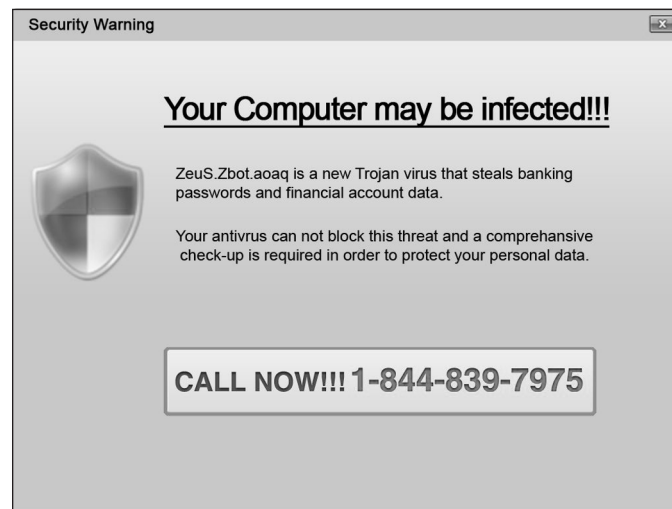 Security Warning
x
Your Computer may be infected!!!
ZeuS.Zbot.aoaq is a new Trojan virus that steals banking
passwords and financial account data.
Your antivrus can not block this threat and a comprehansive
check-up is required in order to protect your personal data.
CALL NOW!!! 1-844-839-7975